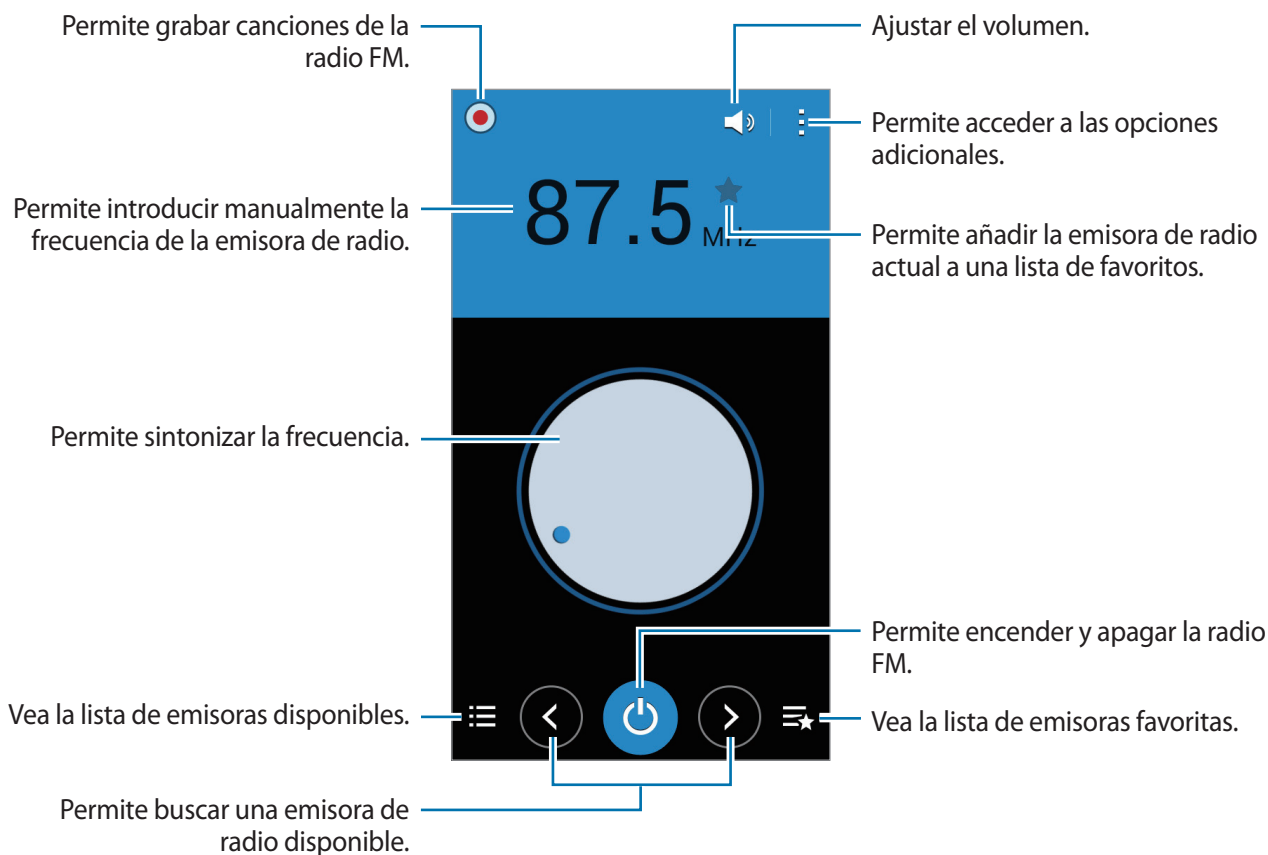 Permite grabar canciones de la
radio FM.
Ajustar el volumen.
Permite acceder a las opciones
adicionales.
Permite introducir manualmente la
frecuencia de la emisora de radio.
87.5 MHz
Permite añadir la emisora de radio
actual a una lista de favoritos.
Permite sintonizar la frecuencia.
Permite encender y apagar la radio
FM.
Vea la lista de emisoras disponibles.
Vea la lista de emisoras favoritas.
Permite buscar una emisora de
radio disponible.